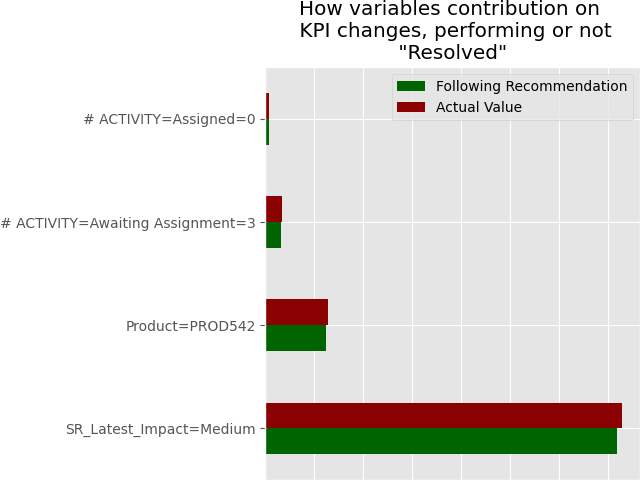 How variables contribution on
KPI changes, performing or not
"Resolved"
Following Recommendation
Actual Value
# ACTIVITY=Assigned=0
# ACTIVITY=Awaiting Assignment=3
Product=PROD542
SR_Latest_Impact=Medium